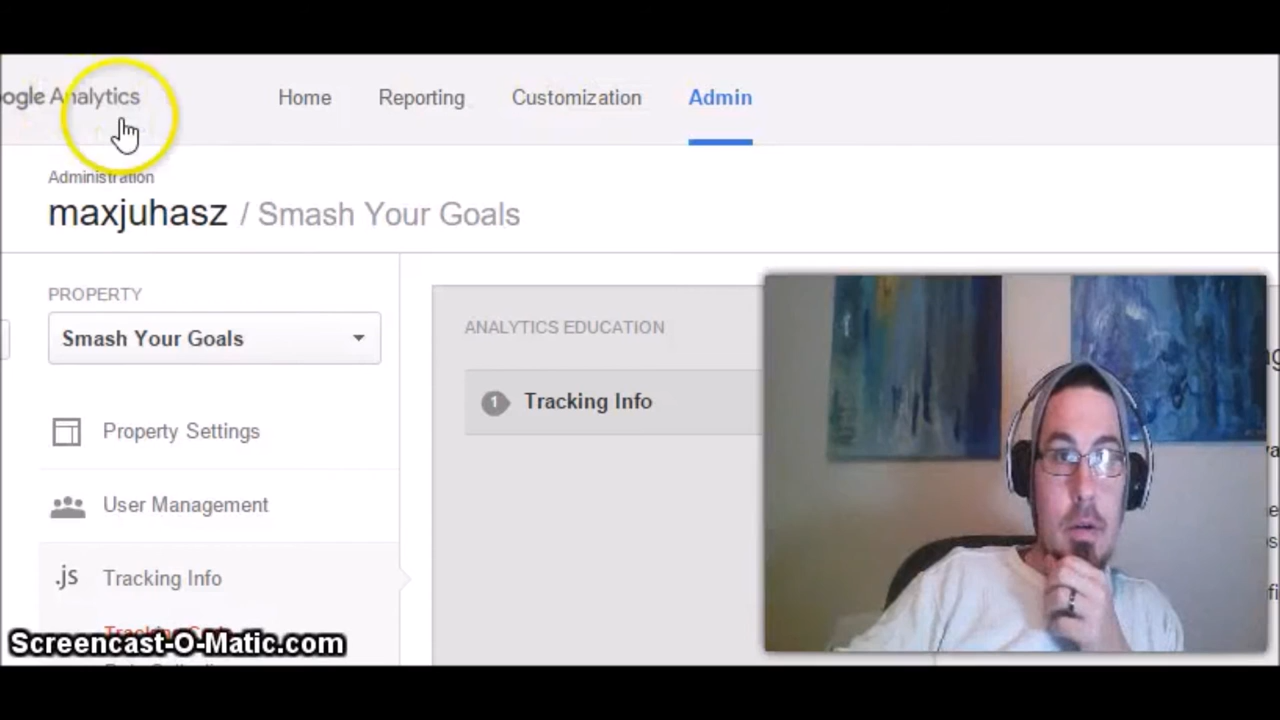 ogle Analytics
Home Reporting Customization Admin
Administration
maxjuhasz / Smash Your Goals
PROPERTY
Smash Your Goals
ANALYTICS EDUCATION
1 Tracking Info
Property Settings
User Management
.js Tracking Info
Screencast-O-Matic.com